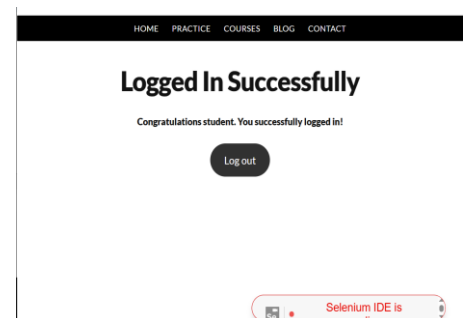 HOME PRACTICE COURSES BLOG CONTACT
Logged In Successfully
Congratulations student. You successfully logged in!
Log out
Se
Selenium IDE is